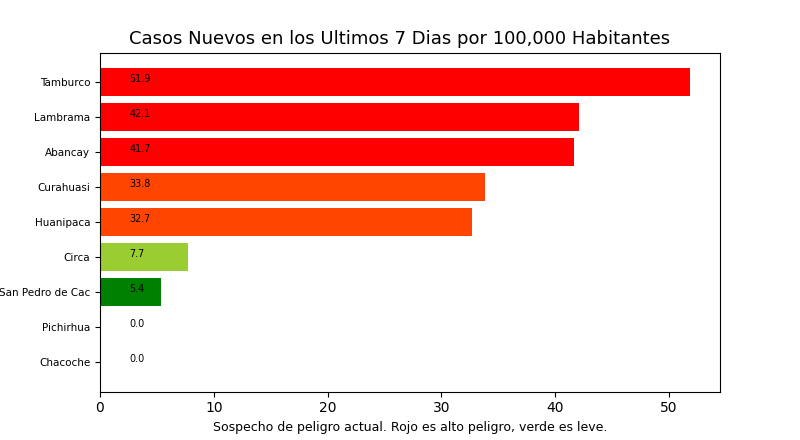 Casos Nuevos en los Ultimos 7 Dias por 100,000 Habitantes
Tamburco 51.9
Lambrama 42.1
Abancay 41.7
Curahuasi 33.8
Huanipaca 32.7
Circa 7.7
San Pedro de Cac 5.4
Pichirhua 0.0
Chacoche 0.0
0 10 20 30 40 50
Sospecho de peligro actual. Rojo es alto peligro, verde es leve.